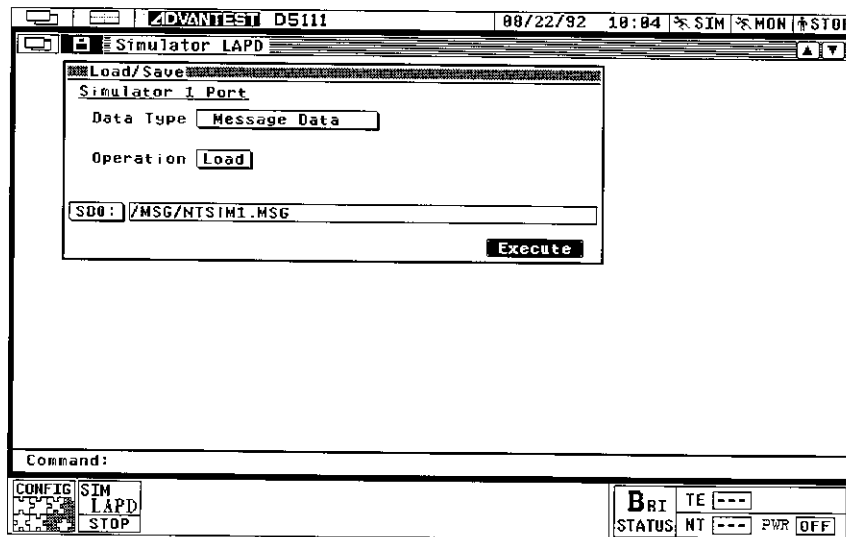 ADVANTEST D5111 08/22/92 10:04 SIM MON STOP
Simulator LAPD
Load/Save
Simulator 1 Port
Data Type Message Data
Operation Load
SD0: /MSG/NTSIM1.MSG
Execute
Command:
CONFIG SIM LAPD STOP
BRI STATUS TE --- NT --- PWR OFF